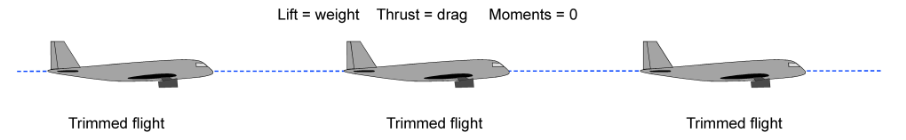 Lift = weight Thrust = drag Moments = 0
Trimmed flight Trimmed flight Trimmed flight